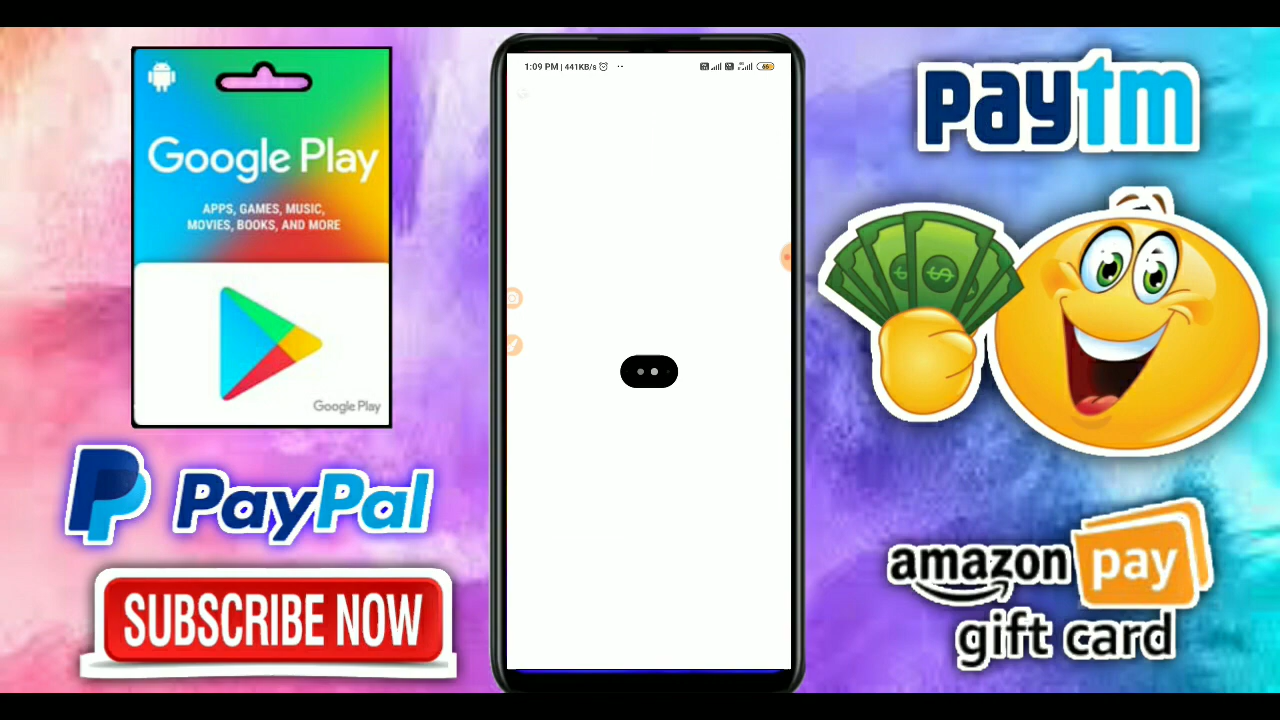 Google Play
APPS, GAMES, MUSIC,
MOVIES, BOOKS, AND MORE
Google Play
PayPal
SUBSCRIBE NOW
1:09 PM | 441KB/s
paytm
amazon pay
gift card